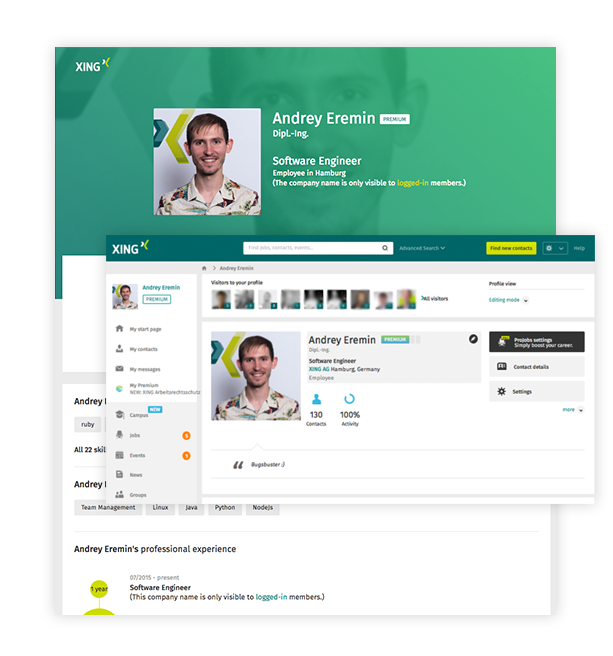 XING
Andrey Eremin PREMIUM
Dipl.-Ing.
Software Engineer
Employee in Hamburg
(The company name is only visible to logged-in members.)
XING
Find jobs, contacts, events...
Advanced Search
Find new contacts
Help
Andrey Eremin
Andrey Eremin
PREMIUM
My start page
My contacts
My messages
My Premium
NEW: XING Arbeitsrechtsschutz
Campus NEW
Jobs 5
Events 1
News
Groups
Visitors to your profile
All visitors
Profile view
Editing mode
Andrey Eremin PREMIUM
Dipl.-Ing.
Software Engineer
XING AG Hamburg, Germany
Employee
130
Contacts
100%
Activity
ProJobs settings
Simply boost your career.
Contact details
Settings
more
Bugsbuster ;)
Andrey
ruby
All 22 skil
Andrey
Team Management Linux Java Python NodeJs
Andrey Eremin's professional experience
1 year
07/2015 - present
Software Engineer
(This company name is only visible to logged-in members.)